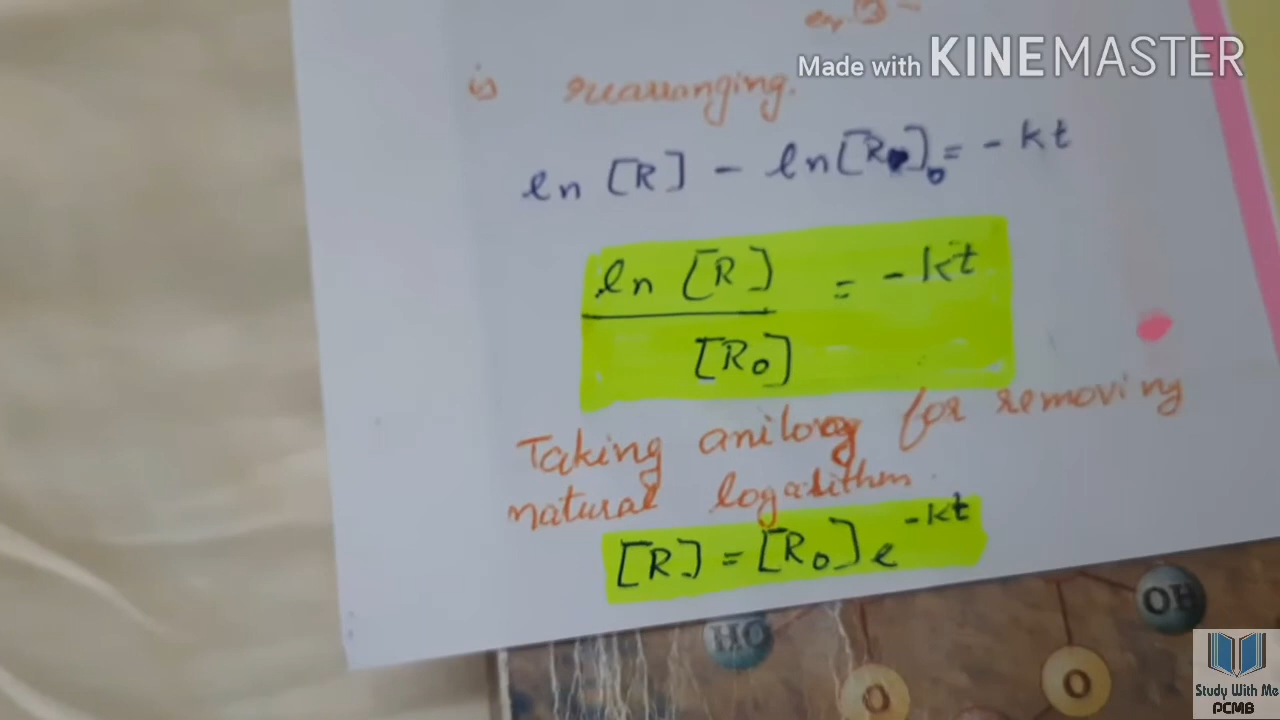 Made with KINEMASTER
is rearranging.
ln [R] - ln[R]₀ = - kt
ln [R] = -kt
[R₀]
Taking anilog for removing
natural logarithm.
[R] = [R₀] e^-kt
HO
OH
O
O
Study With Me
PCMB